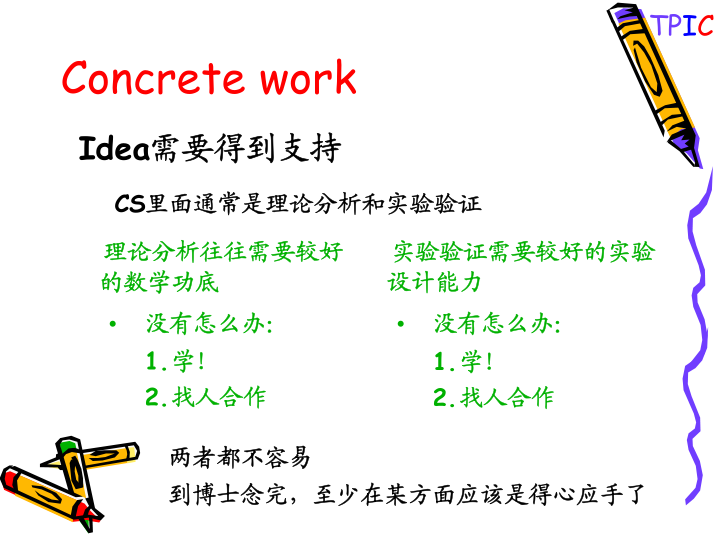 TPIC
Concrete work
Idea需要得到支持
CS里面通常是理论分析和实验验证
理论分析往往需要较好
的数学功底
• 没有怎么办:
1.学!
2.找人合作
实验验证需要较好的实验
设计能力
• 没有怎么办:
1.学!
2.找人合作
两者都不容易
到博士念完，至少在某方面应该是得心应手了